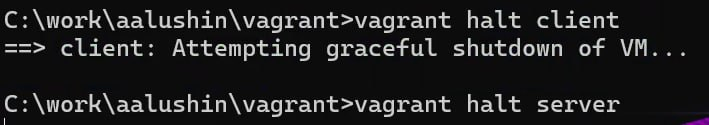 C:\work\aalushin\vagrant>vagrant halt client
==> client: Attempting graceful shutdown of VM...
C:\work\aalushin\vagrant>vagrant halt server